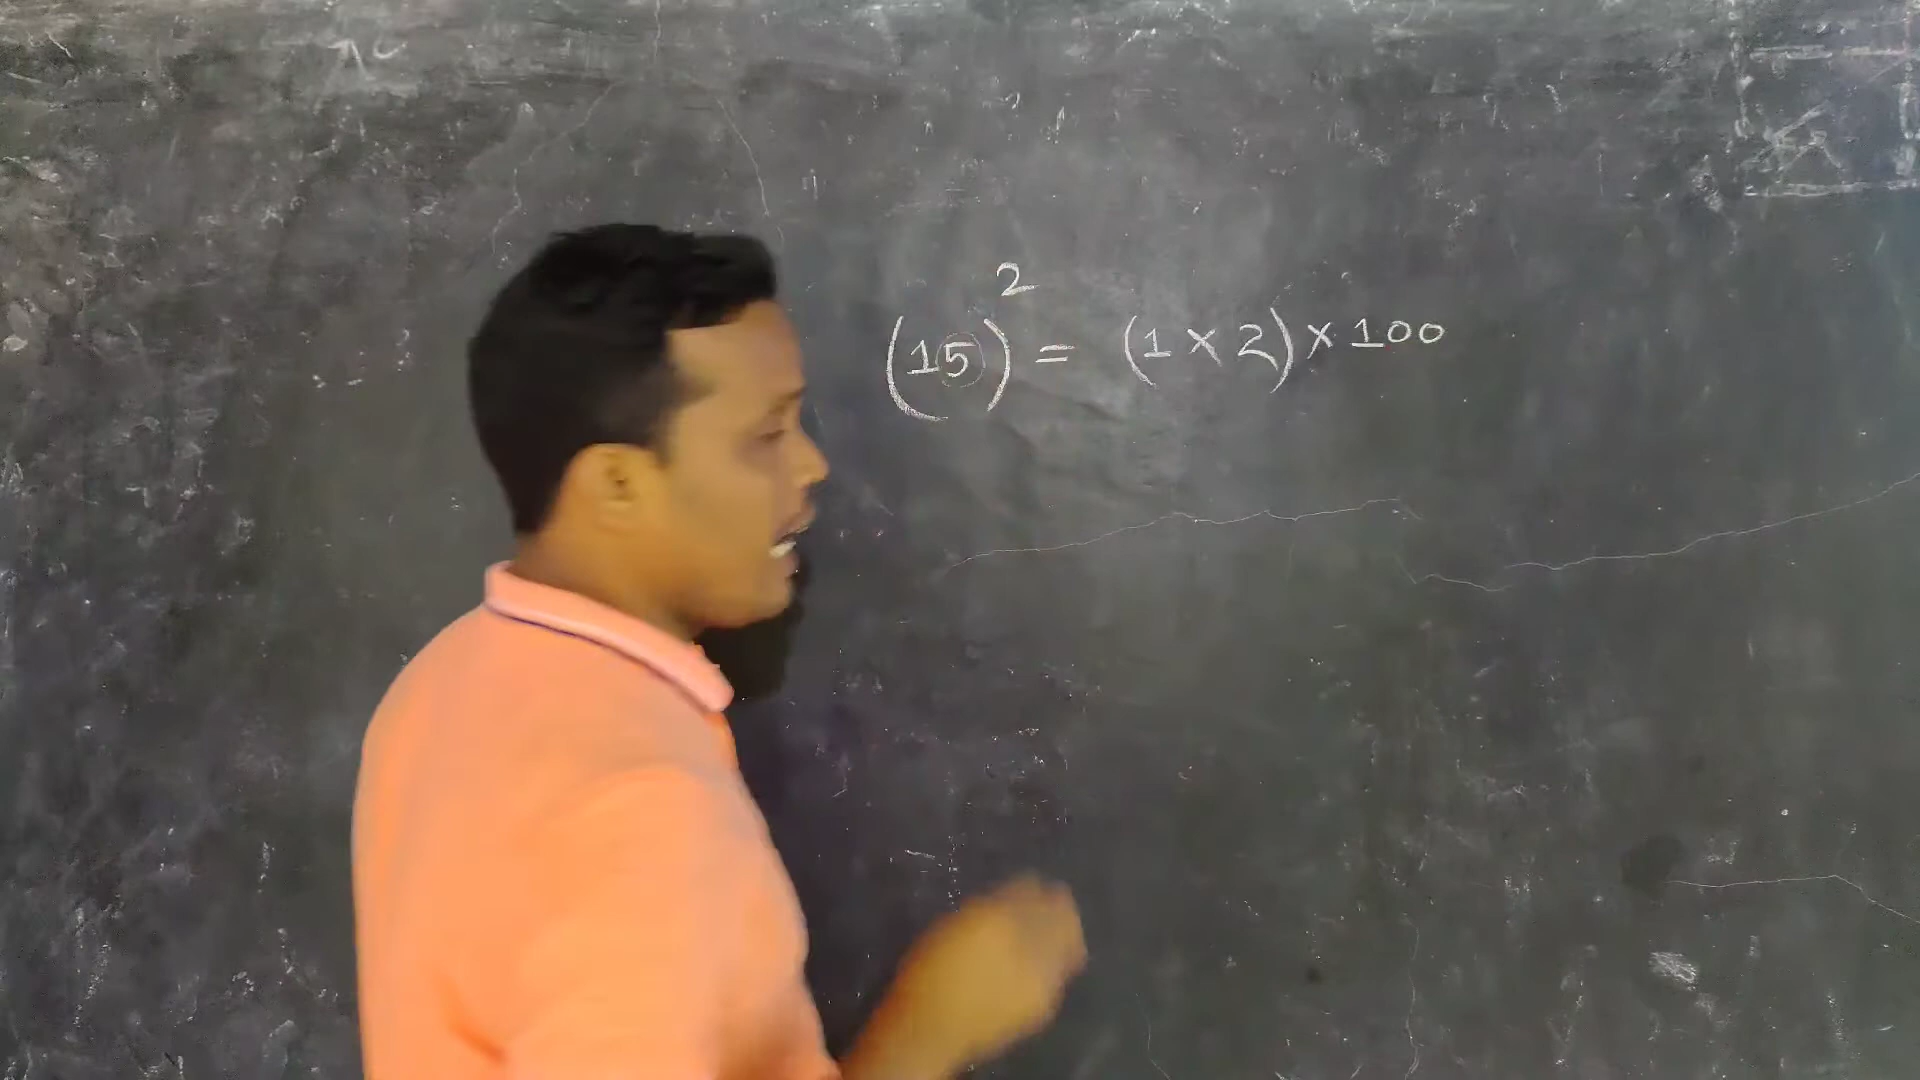 (15)² = (1 × 2) × 100